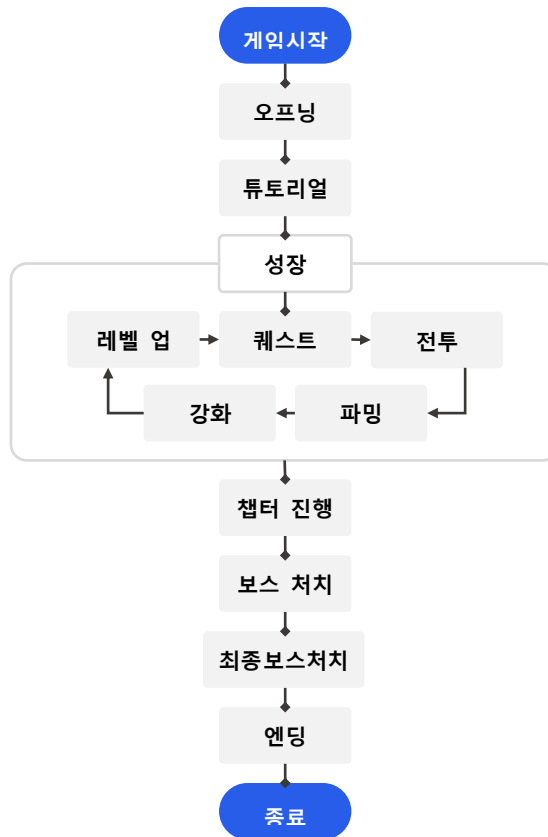 게임시작
오프닝
튜토리얼
성장
레벨 업
퀘스트
전투
강화
파밍
챕터 진행
보스 처치
최종보스처치
엔딩
종료